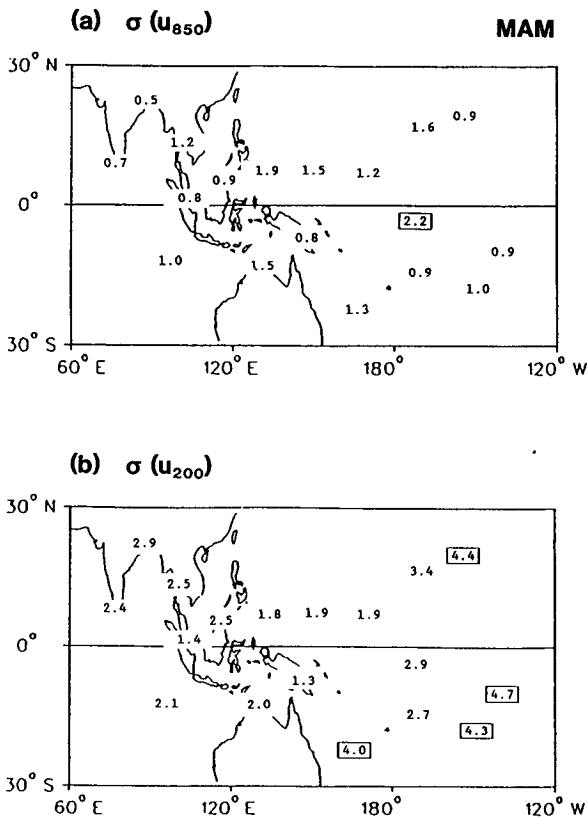 (a) σ (u850) MAM
30° N
0.9
1.6
0.5
1.2
0.7 0.9 1.9 1.5 1.2
0.8
0°
2.2
0.8
0.9
1.0 1.5 0.9
1.0
1.3
30° S
60° E 120° E 180° 120° W
(b) σ (u200)
30° N
2.9 4.4
3.4
2.5
2.4 2.5 1.8 1.9 1.9
1.4
0°
2.9
1.3
4.7
2.1 2.0 2.7
4.3
4.0
30° S
60° E 120° E 180° 120° W